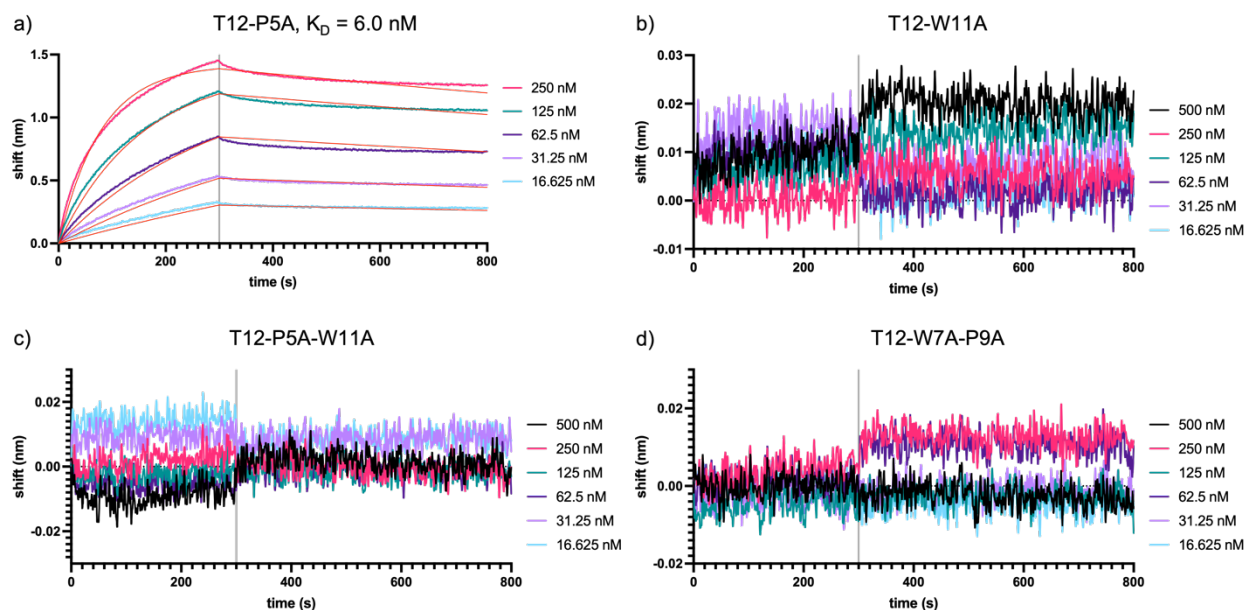 a) T12-P5A, K_D = 6.0 nM
shift (nm)
1.5
1.0
0.5
0.0
0 200 400 600 800
time (s)
250 nM
125 nM
62.5 nM
31.25 nM
16.625 nM
b) T12-W11A
shift (nm)
0.03
0.02
0.01
0.00
-0.01
0 200 400 600 800
time (s)
500 nM
250 nM
125 nM
62.5 nM
31.25 nM
16.625 nM
c) T12-P5A-W11A
shift (nm)
0.02
0.00
-0.02
0 200 400 600 800
time (s)
500 nM
250 nM
125 nM
62.5 nM
31.25 nM
16.625 nM
d) T12-W7A-P9A
shift (nm)
0.02
0.00
0.02
0 200 400 600 800
time (s)
500 nM
250 nM
125 nM
62.5 nM
31.25 nM
16.625 nM